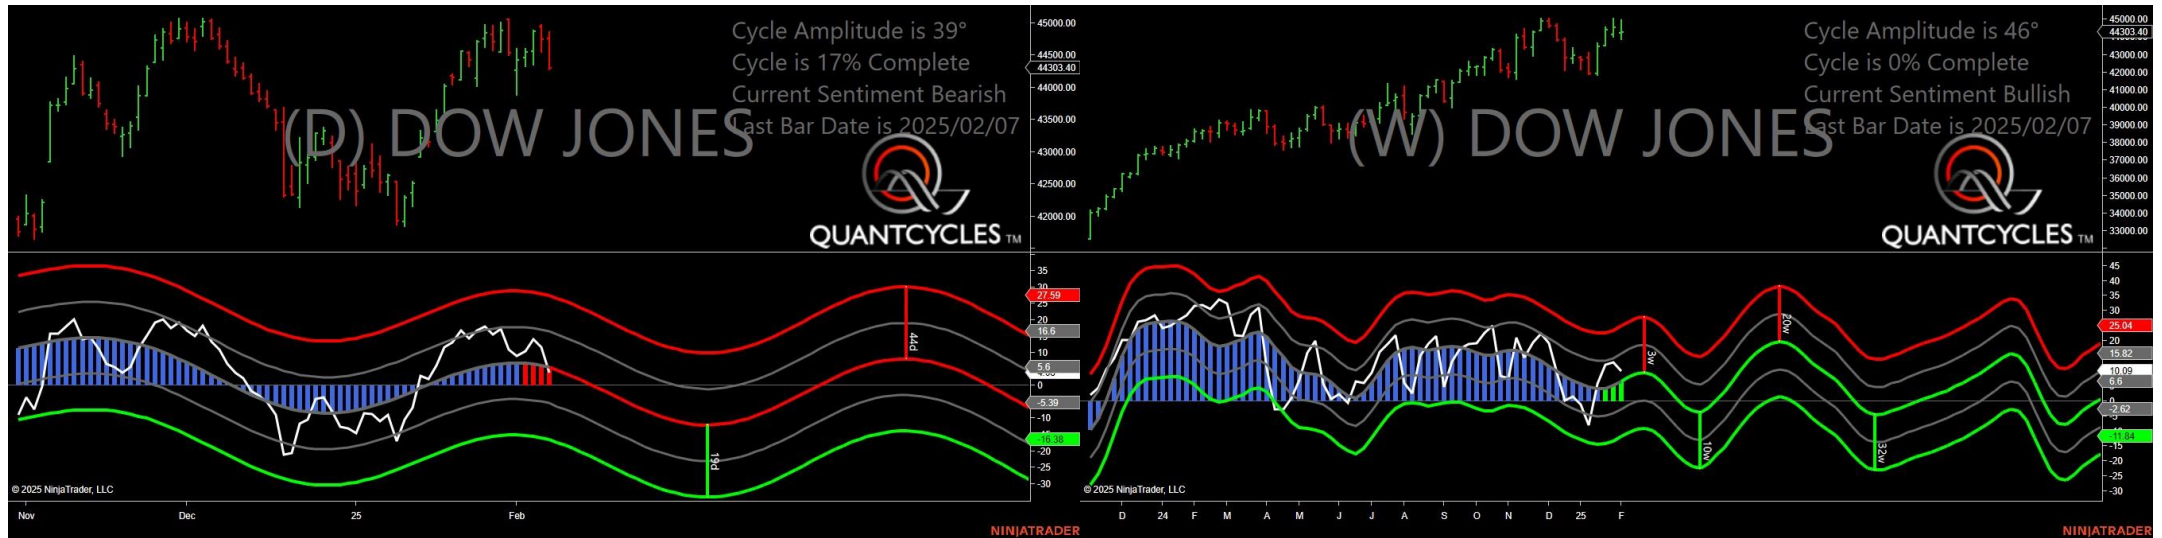 Cycle Amplitude is 39°
Cycle is 17% Complete
Current Sentiment Bearish
Last Bar Date is 2025/02/07
(D) DOW JONES
QUANTCYCLES TM
45000.00
44500.00
44303.40
44000.00
43500.00
43000.00
42500.00
42000.00
35
27.59
20
16.6
10
5.6
0
-5.39
-10
-16.38
-20
-25
-30
44d
19d
© 2025 NinjaTrader, LLC
Nov Dec 25 Feb
NINJATRADER
Cycle Amplitude is 46°
Cycle is 0% Complete
Current Sentiment Bullish
Last Bar Date is 2025/02/07
(W) DOW JONES
QUANTCYCLES TM
45000.00
44303.40
43000.00
42000.00
41000.00
40000.00
39000.00
38000.00
37000.00
36000.00
35000.00
34000.00
33000.00
45
40
35
30
25.04
20
15.82
10.09
6.6
0
-2.62
-11.84
-15
-20
-25
-30
3w
20w
10w
32w
© 2025 NinjaTrader, LLC
D 24 F M A M J J A S O N D 25 F
NINJATRADER